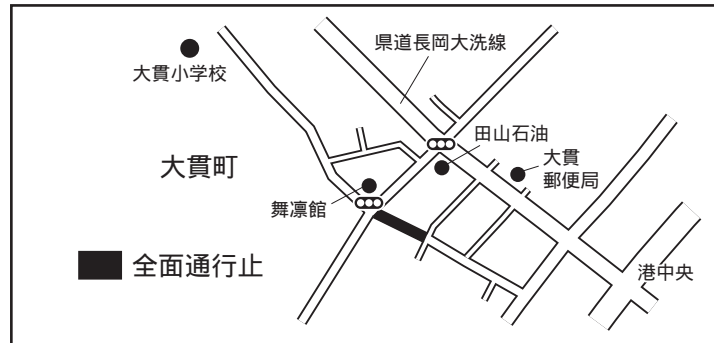 県道長岡大洗線
大貫小学校
田山石油
大貫町
大貫
郵便局
舞凛館
全面通行止
港中央